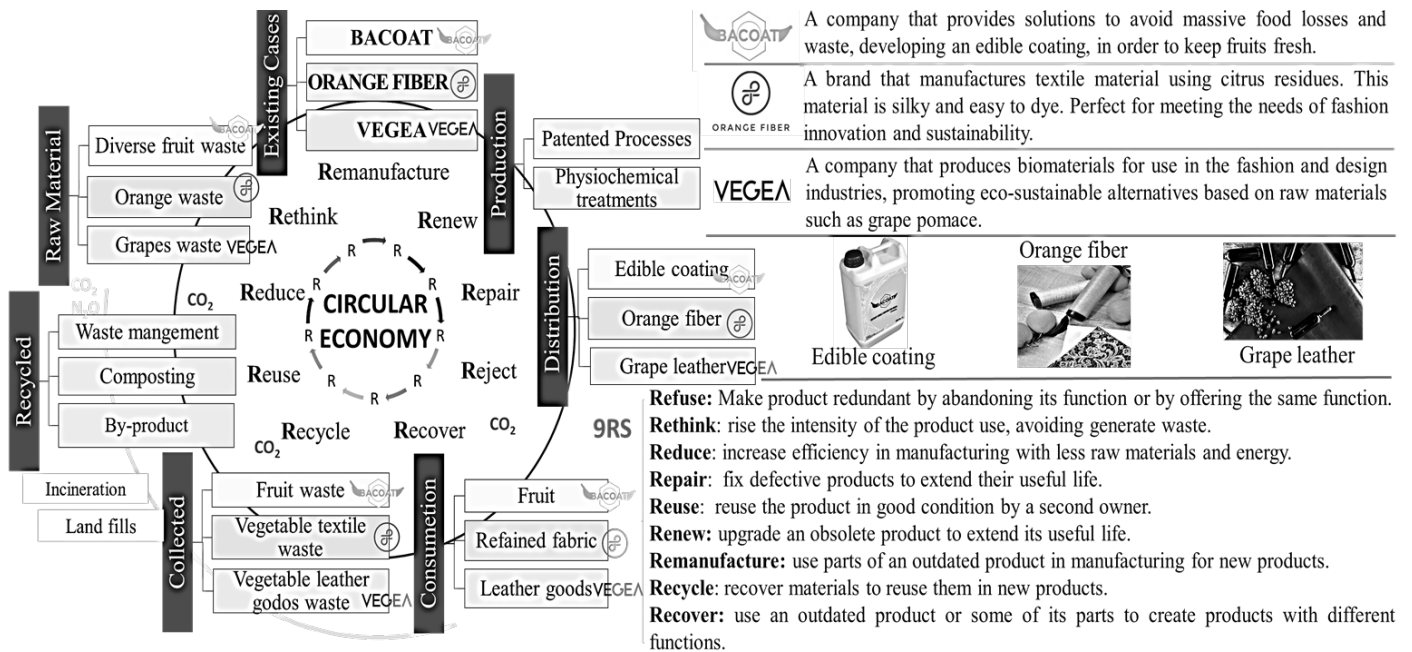 Existing Cases
BACOAT BACOAT
ORANGE FIBER
VEGEA VEGEA
Raw Material
BACOAT
Diverse fruit waste
Orange waste
Grapes waste VEGEA
Production
Patented Processes
Physiochemical
treatments
Distribution
Edible coating BACOAT
Orange fiber
Grape leather VEGEA
Consumetion
Fruit BACOAT
Refained fabric
Leather goods VEGEA
Collected
Fruit waste BACOAT
Vegetable textile
waste
Vegetable leather
godos waste VEGEA
Recycled
Waste mangement
Composting
By-product
Incineration
Land fills
CO2
N2O
CO2
CO2
CO2
Remanufacture
Rethink
Renew
Reduce
Repair
Reuse
Reject
Recycle
Recover
CIRCULAR
ECONOMY
R
R
R
R
R
R
R
R
R
BACOAT
A company that provides solutions to avoid massive food losses and
waste, developing an edible coating, in order to keep fruits fresh.
ORANGE FIBER
A brand that manufactures textile material using citrus residues. This
material is silky and easy to dye. Perfect for meeting the needs of fashion
innovation and sustainability.
VEGEA
A company that produces biomaterials for use in the fashion and design
industries, promoting eco-sustainable alternatives based on raw materials
such as grape pomace.
BACOAT
Edible coating
Orange fiber
Grape leather
9RS
Refuse: Make product redundant by abandoning its function or by offering the same function.
Rethink: rise the intensity of the product use, avoiding generate waste.
Reduce: increase efficiency in manufacturing with less raw materials and energy.
Repair: fix defective products to extend their useful life.
Reuse: reuse the product in good condition by a second owner.
Renew: upgrade an obsolete product to extend its useful life.
Remanufacture: use parts of an outdated product in manufacturing for new products.
Recycle: recover materials to reuse them in new products.
Recover: use an outdated product or some of its parts to create products with different
functions.